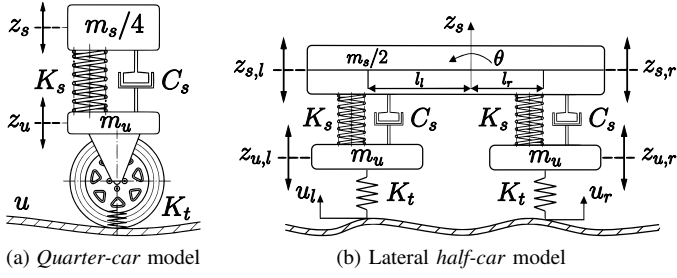 z_s
m_s/4
K_s
C_s
z_u
m_u
u
K_t
(a) Quarter-car model
z_s
m_s/2
θ
z_{s,l}
l_l
l_r
z_{s,r}
K_s
C_s
K_s
C_s
z_{u,l}
m_u
m_u
z_{u,r}
u_l
K_t
K_t
u_r
(b) Lateral half-car model